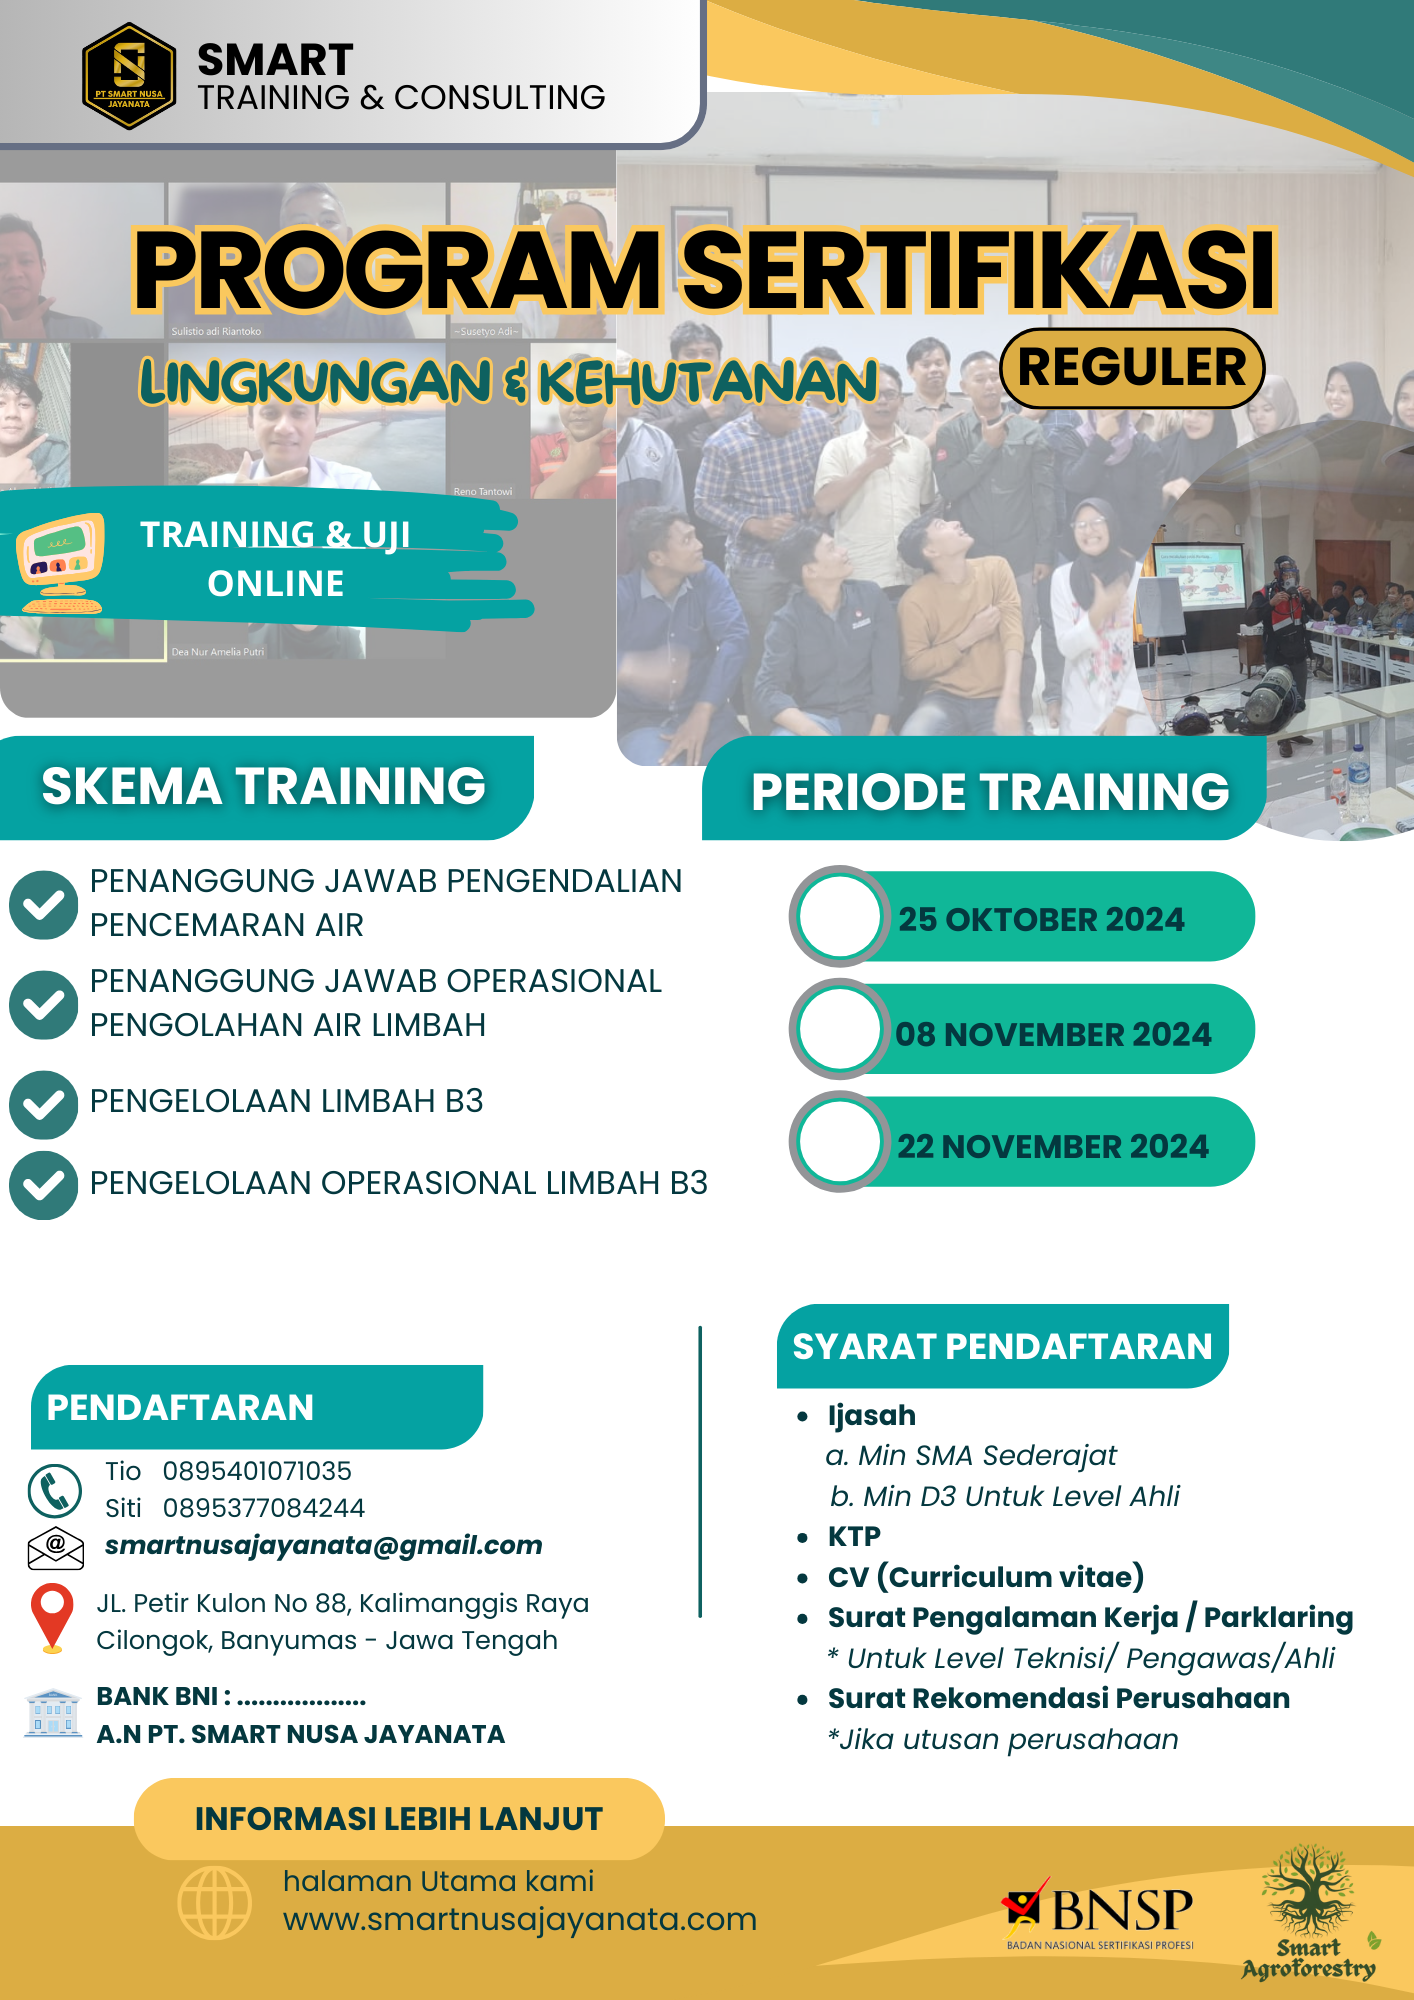 PT SMART NUSA
JAYANATA
SMART
TRAINING & CONSULTING
PROGRAM SERTIFIKASI
Sulistio adi Riantoko
~Susetyo Adi~
LINGKUNGAN & KEHUTANAN
REGULER
Reno Tantowi
TRAINING & UJI
ONLINE
Dea Nur Amelia Putri
SKEMA TRAINING
PENANGGUNG JAWAB PENGENDALIAN
PENCEMARAN AIR
PENANGGUNG JAWAB OPERASIONAL
PENGOLAHAN AIR LIMBAH
PENGELOLAAN LIMBAH B3
PENGELOLAAN OPERASIONAL LIMBAH B3
PERIODE TRAINING
25 OKTOBER 2024
08 NOVEMBER 2024
22 NOVEMBER 2024
PENDAFTARAN
Tio 0895401071035
Siti 0895377084244
smartnusajayanata@gmail.com
JL. Petir Kulon No 88, Kalimanggis Raya
Cilongok, Banyumas - Jawa Tengah
BANK BNI : ..................
A.N PT. SMART NUSA JAYANATA
SYARAT PENDAFTARAN
• Ijasah
a. Min SMA Sederajat
b. Min D3 Untuk Level Ahli
• KTP
• CV (Curriculum vitae)
• Surat Pengalaman Kerja / Parklaring
* Untuk Level Teknisi/ Pengawas/Ahli
• Surat Rekomendasi Perusahaan
*Jika utusan perusahaan
INFORMASI LEBIH LANJUT
halaman Utama kami
www.smartnusajayanata.com
BNSP
BADAN NASIONAL SERTIFIKASI PROFESI
Smart
Agroforestry